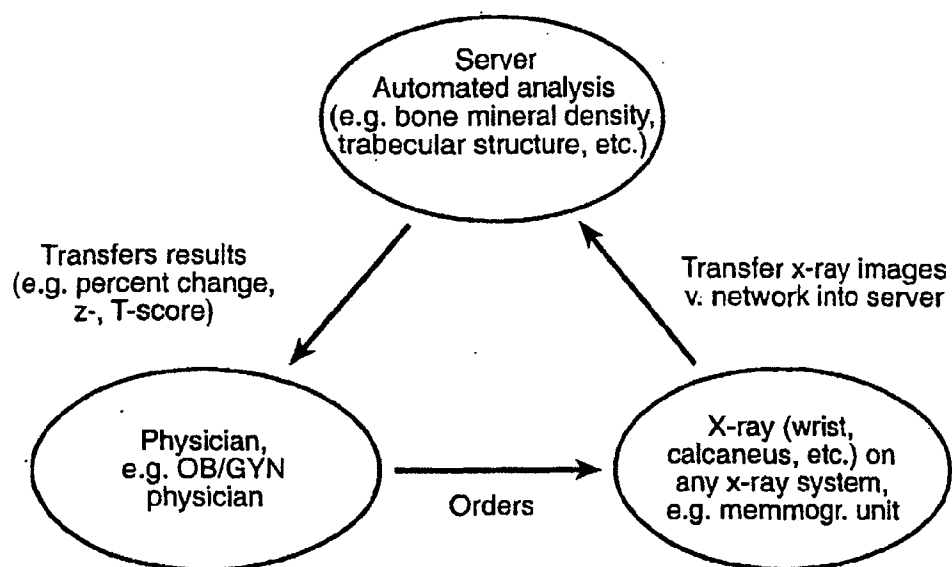 Server
Automated analysis
(e.g. bone mineral density,
trabecular structure, etc.)
Transfers results
(e.g. percent change,
z-, T-score)
Transfer x-ray images
v. network into server
Physician,
e.g. OB/GYN
physician
Orders
X-ray (wrist,
calcaneus, etc.) on
any x-ray system,
e.g. memmogr. unit